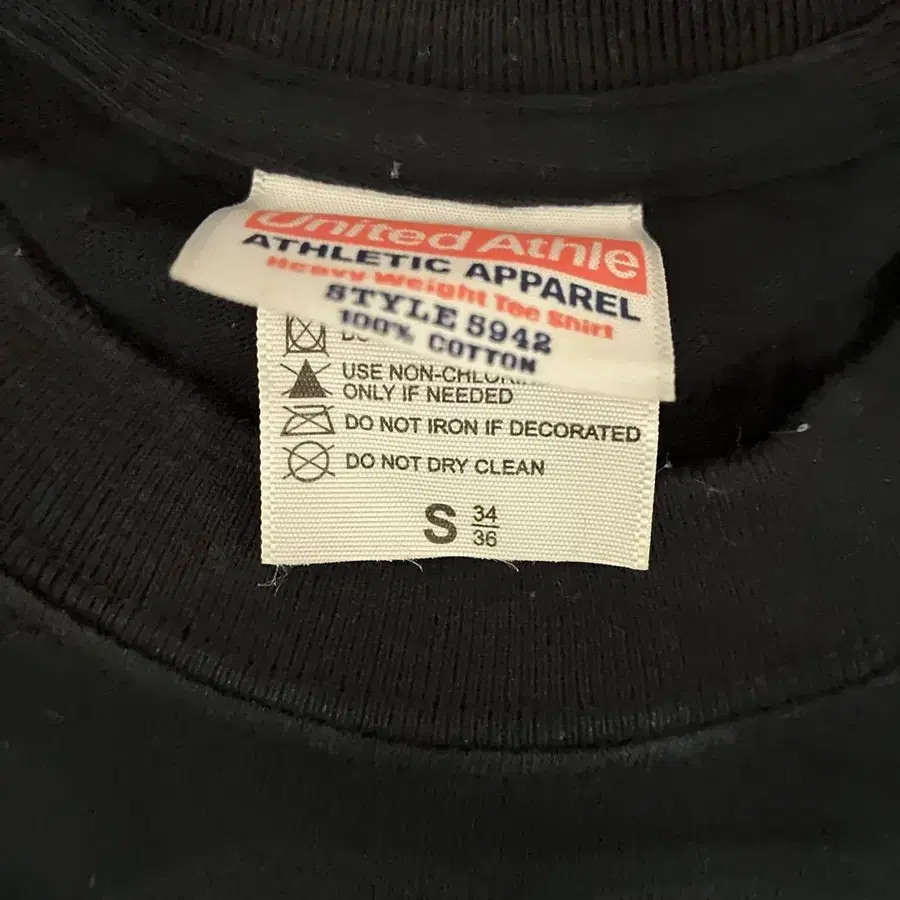 United Athle
ATHLETIC APPAREL
Heavy Weight Tee Shirt
STYLE 5942
100% COTTON
USE NON-CHLORI
ONLY IF NEEDED
DO NOT IRON IF DECORATED
DO NOT DRY CLEAN
S 34
36